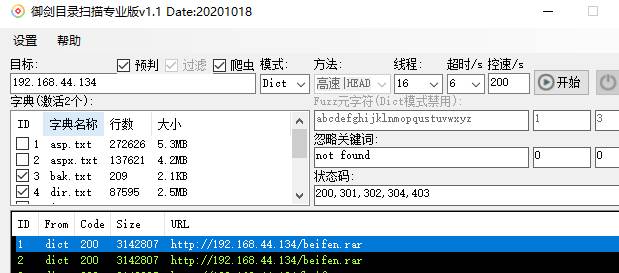 御剑目录扫描专业版v1.1 Date:20201018
设置 帮助
目标: 预判 过滤 爬虫 模式: 方法: 线程: 超时/s 控速/s
192.168.44.134 Dict 高速|HEAD 16 6 200 开始
字典(激活2个): Fuzz元字符(Dict模式禁用):
ID 字典名称 行数 大小 abcdefghijklnmopqustuwwxyz 1 3
1 asp.txt 272626 5.3MB 忽略关键词:
2 aspx.txt 137621 4.2MB not found 0 0
3 bak.txt 209 2.1KB 状态码:
4 dir.txt 87595 2.5MB 200,301,302,304,403
ID From Code Size URL
1 dict 200 3142807 http://192.168.44.134/beifen.rar
2 dict 200 3142807 http://192.168.44.134/beifen.rar